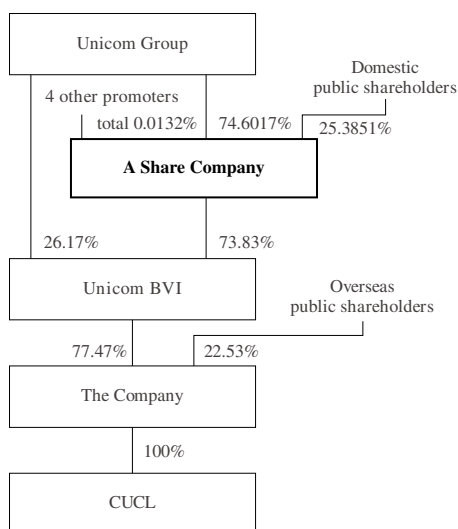 Unicom Group
Domestic
public shareholders
4 other promoters
total 0.0132%
74.6017%
25.3851%
A Share Company
26.17%
73.83%
Unicom BVI
Overseas
public shareholders
77.47%
22.53%
The Company
100%
CUCL